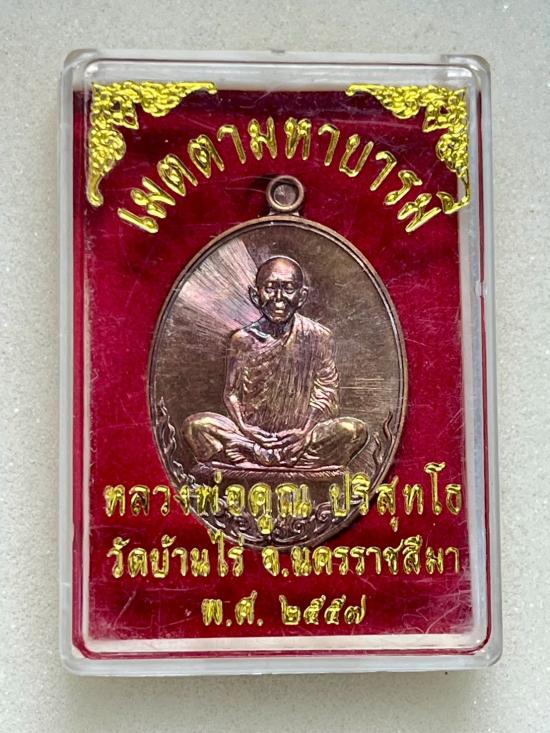 เมตตามหาบารมี
หลวงพ่อคูณ ปริสุทโธ
วัดบ้านไร่ จ.นครราชสีมา
พ.ศ. ๒๕๕๗